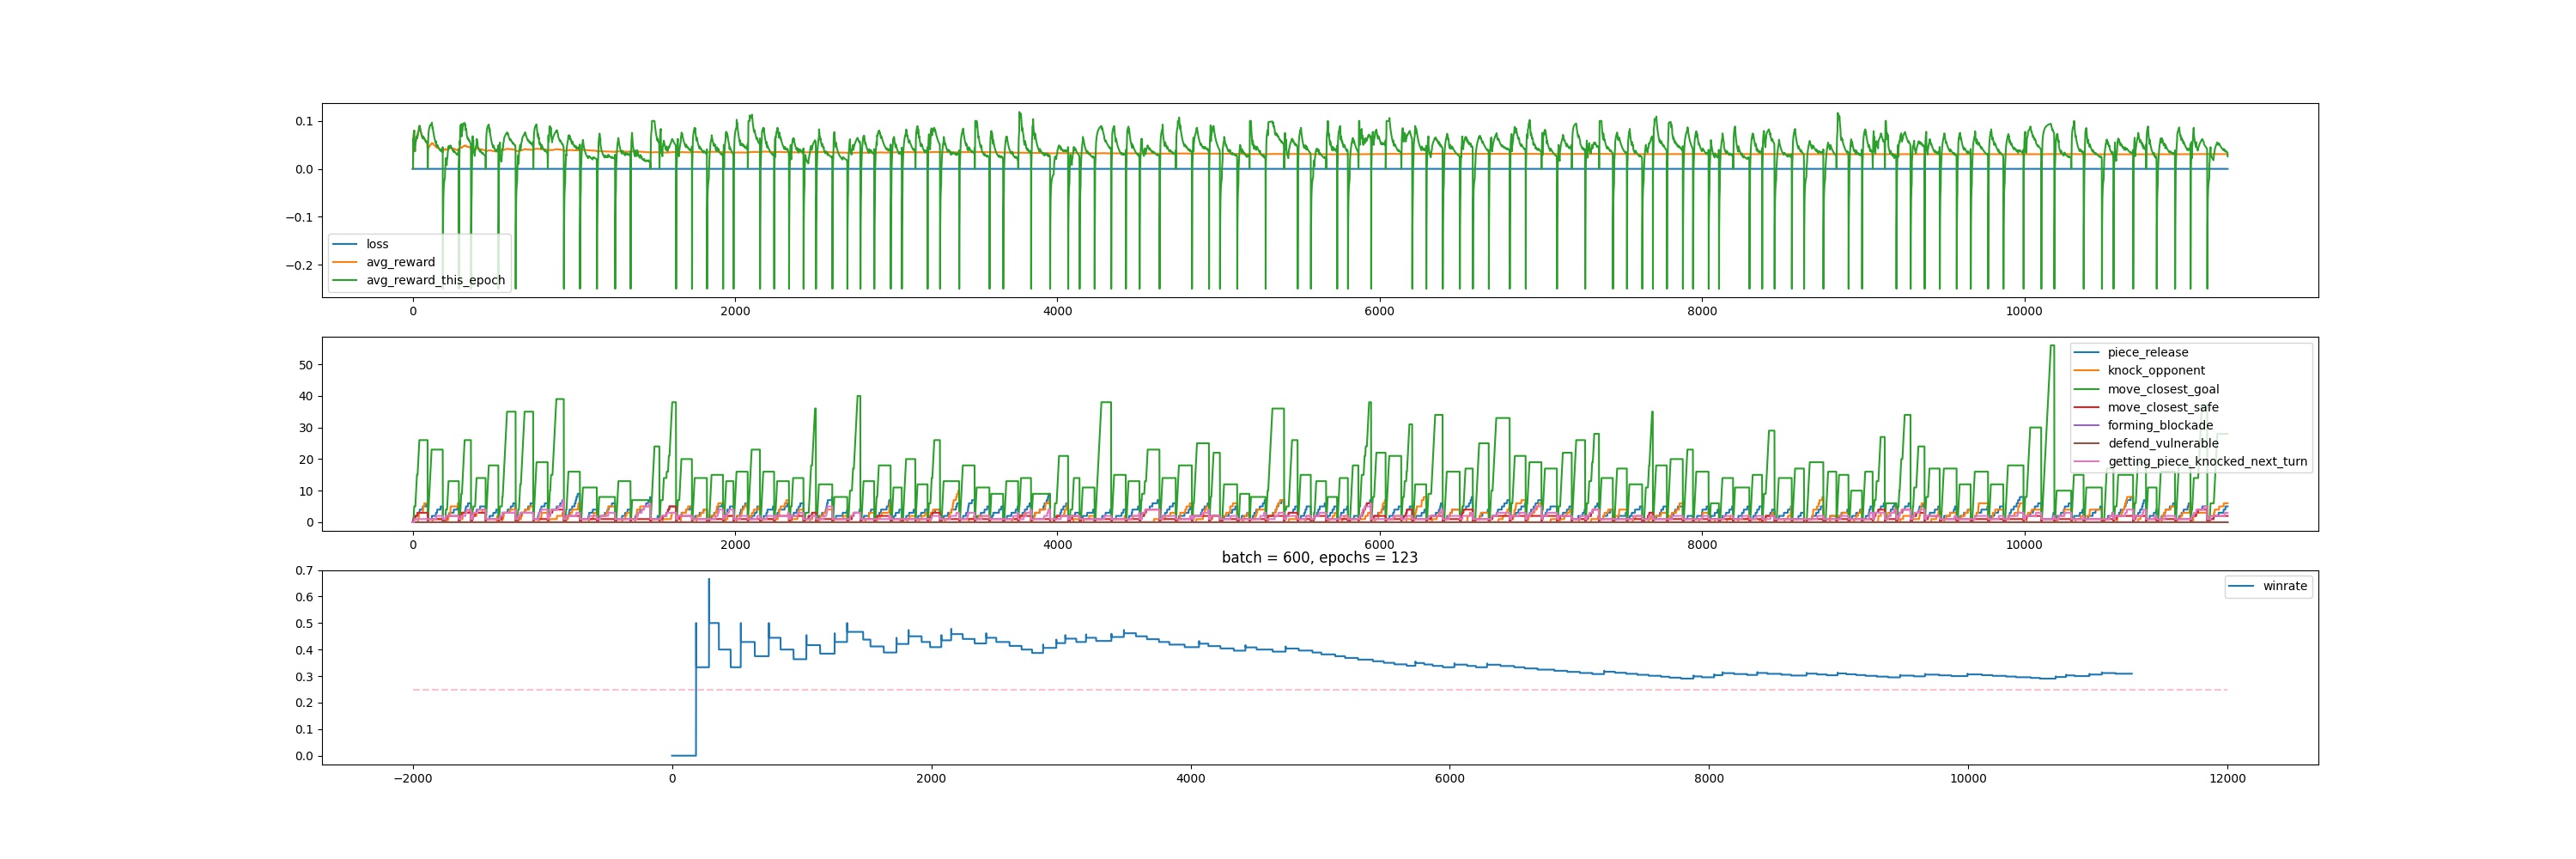 0.1
0.0
−0.1
−0.2
loss
avg_reward
avg_reward_this_epoch
0 2000 4000 6000 8000 10000
50
40
30
20
10
0
piece_release
knock_opponent
move_closest_goal
move_closest_safe
forming_blockade
defend_vulnerable
getting_piece_knocked_next_turn
0 2000 4000 6000 8000 10000
batch = 600, epochs = 123
0.7
0.6
0.5
0.4
0.3
0.2
0.1
0.0
winrate
−2000 0 2000 4000 6000 8000 10000 12000